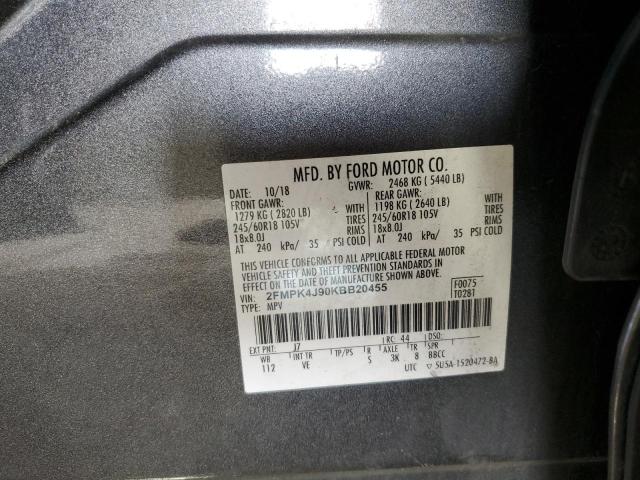 MFD. BY FORD MOTOR CO.
DATE: 10/18 GVWR: 2468 KG ( 5440 LB)
FRONT GAWR: REAR GAWR:
1279 KG ( 2820 LB) WITH 1198 KG ( 2640 LB) WITH
245/60R18 105V TIRES 245/60R18 105V TIRES
18x8.0J RIMS 18x8.0J RIMS
AT 240 kPa/ 35 PSI COLD AT 240 kPa/ 35 PSI COLD
THIS VEHICLE CONFORMS TO ALL APPLICABLE FEDERAL MOTOR
VEHICLE SAFETY AND THEFT PREVENTION STANDARDS IN
EFFECT ON THE DATE OF MANUFACTURE SHOWN ABOVE.
VIN: 2FMPK4J90KBB20455 F0075
TYPE: MPV T0281
EXT PNT: J7 RC: 44 DSO:
WB INT TR TP/PS R AXLE TR SPR
112 VE S 3K 8 BBCC
UTC ▽ 5U5A-1520472-BA